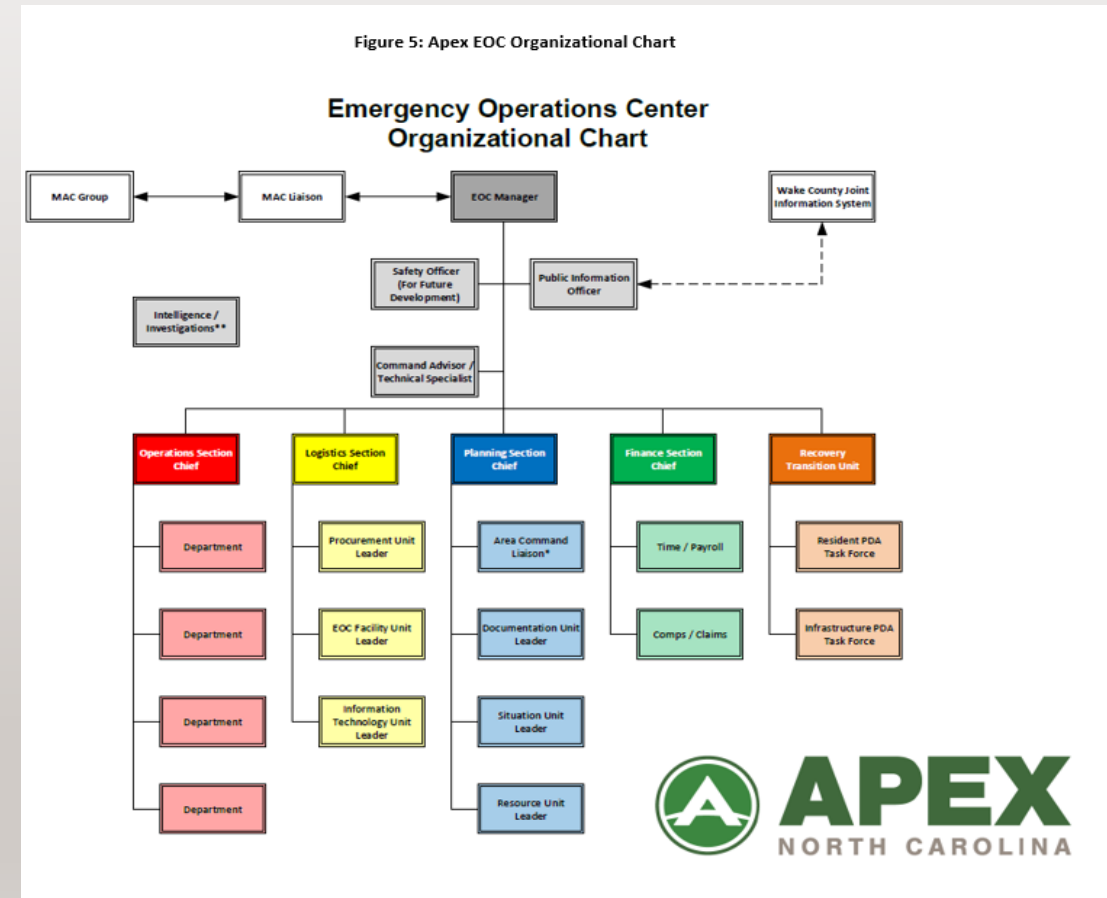 Figure 5: Apex EOC Organizational Chart
Emergency Operations Center
Organizational Chart
MAC Group
MAC Liaison
EOC Manager
Wake County Joint
Information System
Safety Officer
(For Future
Development)
Public Information
Officer
Intelligence /
Investigations**
Command Advisor /
Technical Specialist
Operations Section
Chief
Logistics Section
Chief
Planning Section
Chief
Finance Section
Chief
Recovery
Transition Unit
Department
Procurement Unit
Leader
Area Command
Liaison*
Time / Payroll
Resident PDA
Task Force
Department
EOC Facility Unit
Leader
Documentation Unit
Leader
Comps / Claims
Infrastructure PDA
Task Force
Department
Information
Technology Unit
Leader
Situation Unit
Leader
Department
Resource Unit
Leader
APEX
NORTH CAROLINA